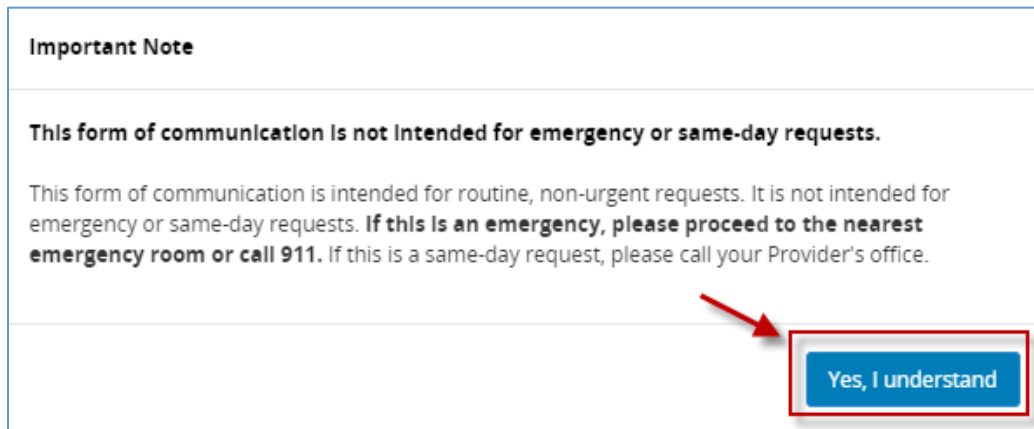 Important Note
This form of communication is not intended for emergency or same-day requests.
This form of communication is intended for routine, non-urgent requests. It is not intended for
emergency or same-day requests. If this is an emergency, please proceed to the nearest
emergency room or call 911. If this is a same-day request, please call your Provider's office.
Yes, I understand